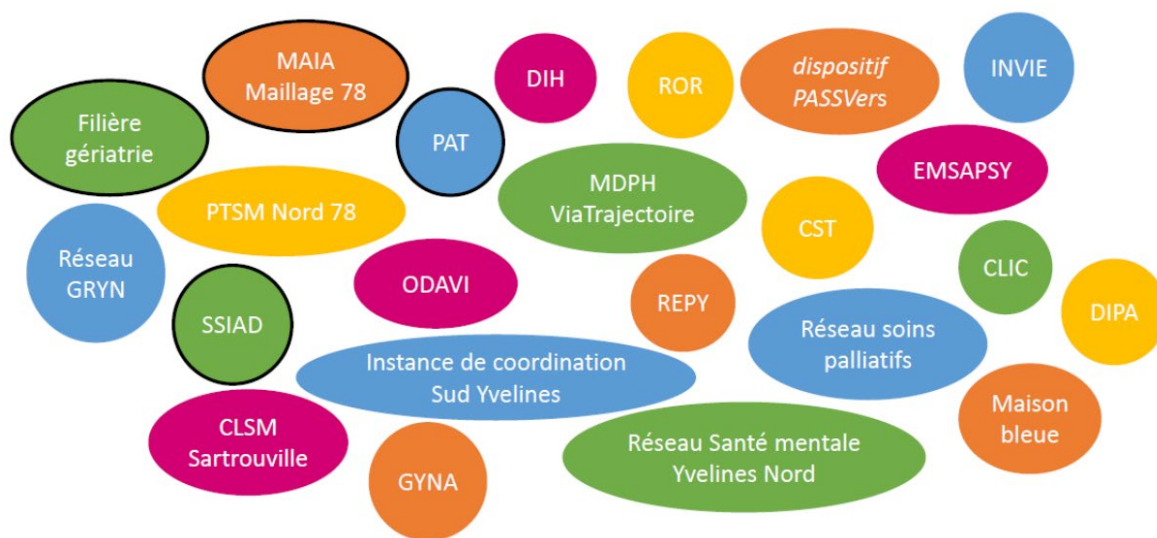 MAIA
Maillage 78
DIH
ROR
dispositif
PASSVers
INVIE
Filière
gériatrie
PAT
EMSAPSY
MDPH
ViaTrajectoire
PTSM Nord 78
CST
Réseau
GRYN
CLIC
ODAVI
REPY
DIPA
SSIAD
Réseau soins
palliatifs
Instance de coordination
Sud Yvelines
Maison
bleue
CLSM
Sartrouville
Réseau Santé mentale
Yvelines Nord
GYNA